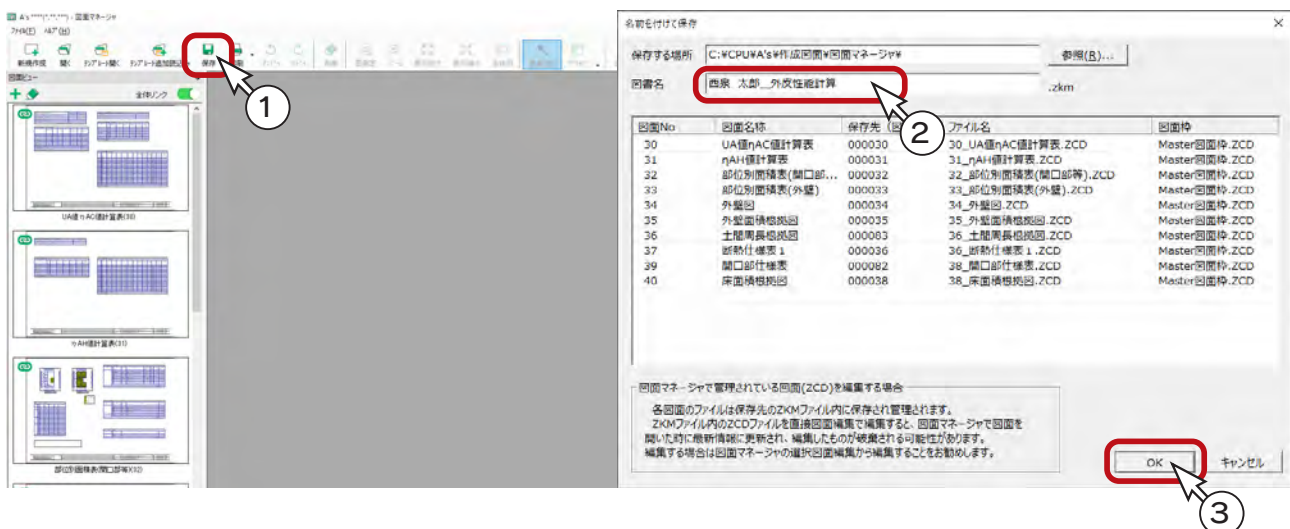 A's ****(*.**.***) - 図面マネージャ
ファイル(F) ヘルプ(H)
新規作成 開く テンプレート開く テンプレート追加読込 保存
図面ビュー
全体リンク
①
UA値ηAC値計算表(30)
ηAH値計算表(31)
部位別面積表(開口部等)(32)
名前を付けて保存
保存する場所 C:¥CPU¥A's¥作成図面¥図面マネージャ¥ 参照(R)...
図書名 酉泉 太郎__外皮性能計算 .zkm
②
図面No 図面名称 保存先（図 ファイル名 図面枠
30 UA値ηAC値計算表 000030 30_UA値ηAC値計算表.ZCD Master図面枠.ZCD
31 ηAH値計算表 000031 31_ηAH値計算表.ZCD Master図面枠.ZCD
32 部位別面積表(開口部... 000032 32_部位別面積表(開口部等).ZCD Master図面枠.ZCD
33 部位別面積表(外壁) 000033 33_部位別面積表(外壁).ZCD Master図面枠.ZCD
34 外壁図 000034 34_外壁図.ZCD Master図面枠.ZCD
35 外壁面積根拠図 000035 35_外壁面積根拠図.ZCD Master図面枠.ZCD
36 土間周長根拠図 000083 36_土間周長根拠図.ZCD Master図面枠.ZCD
37 断熱仕様表１ 000036 36_断熱仕様表１.ZCD Master図面枠.ZCD
39 開口部仕様表 000082 38_開口部仕様表.ZCD Master図面枠.ZCD
40 床面積根拠図 000038 38_床面積根拠図.ZCD Master図面枠.ZCD
図面マネージャで管理されている図面(ZCD)を編集する場合
各図面のファイルは保存先のZKMファイル内に保存され管理されます。
ZKMファイル内のZCDファイルを直接図面編集で編集すると、図面マネージャで図面を
開いた時に最新情報に更新され、編集したものが破棄される可能性があります。
編集する場合は図面マネージャの選択図面編集から編集することをお勧めします。
OK キャンセル
③